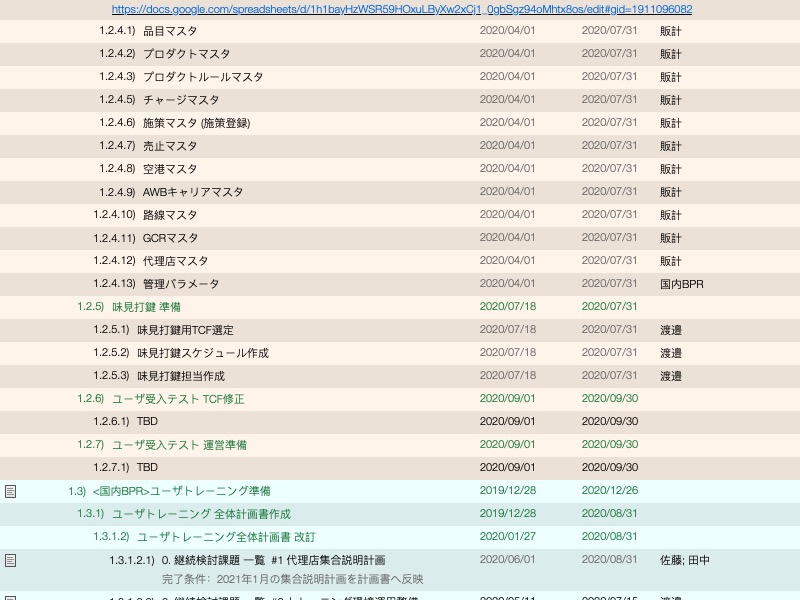 https://docs.google.com/spreadsheets/d/1h1bayHzWSR59HOxuLByXw2xCj1_0gbSgz94oMhtx8os/edit#gid=1911096082
1.2.4.1) 品目マスタ 2020/04/01 2020/07/31 販計
1.2.4.2) プロダクトマスタ 2020/04/01 2020/07/31 販計
1.2.4.3) プロダクトルールマスタ 2020/04/01 2020/07/31 販計
1.2.4.5) チャージマスタ 2020/04/01 2020/07/31 販計
1.2.4.6) 施策マスタ (施策登録) 2020/04/01 2020/07/31 販計
1.2.4.7) 売止マスタ 2020/04/01 2020/07/31 販計
1.2.4.8) 空港マスタ 2020/04/01 2020/07/31 販計
1.2.4.9) AWBキャリアマスタ 2020/04/01 2020/07/31 販計
1.2.4.10) 路線マスタ 2020/04/01 2020/07/31 販計
1.2.4.11) GCRマスタ 2020/04/01 2020/07/31 販計
1.2.4.12) 代理店マスタ 2020/04/01 2020/07/31 販計
1.2.4.13) 管理パラメータ 2020/04/01 2020/07/31 国内BPR
1.2.5) 味見打鍵 準備 2020/07/18 2020/07/31
1.2.5.1) 味見打鍵用TCF選定 2020/07/18 2020/07/31 渡邉
1.2.5.2) 味見打鍵スケジュール作成 2020/07/18 2020/07/31 渡邉
1.2.5.3) 味見打鍵担当作成 2020/07/18 2020/07/31 渡邉
1.2.6) ユーザ受入テスト TCF修正 2020/09/01 2020/09/30
1.2.6.1) TBD 2020/09/01 2020/09/30
1.2.7) ユーザ受入テスト 運営準備 2020/09/01 2020/09/30
1.2.7.1) TBD 2020/09/01 2020/09/30
1.3) <国内BPR>ユーザトレーニング準備 2019/12/28 2020/12/26
1.3.1) ユーザトレーニング 全体計画書作成 2019/12/28 2020/08/31
1.3.1.2) ユーザトレーニング全体計画書 改訂 2020/01/27 2020/08/31
1.3.1.2.1) 0. 継続検討課題 一覧 #1 代理店集合説明計画 2020/06/01 2020/08/31 佐藤; 田中
完了条件: 2021年1月の集合説明計画を計画書へ反映